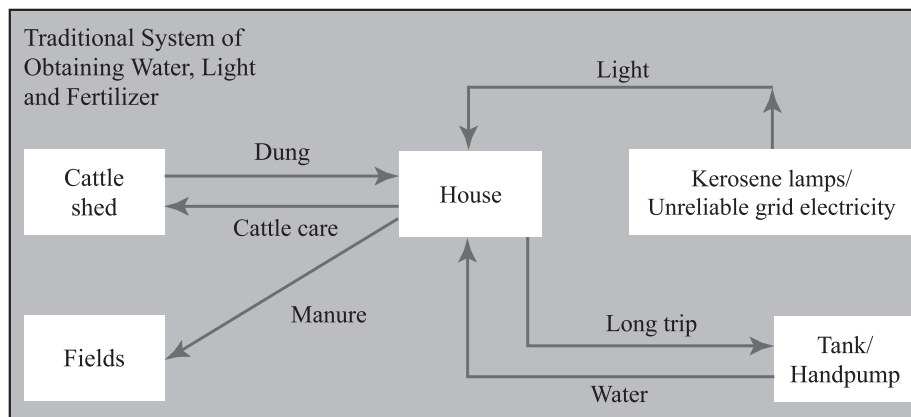 Traditional System of
Obtaining Water, Light
and Fertilizer
Light
Dung
Cattle
shed
House
Kerosene lamps/
Unreliable grid electricity
Cattle care
Manure
Long trip
Fields
Tank/
Handpump
Water